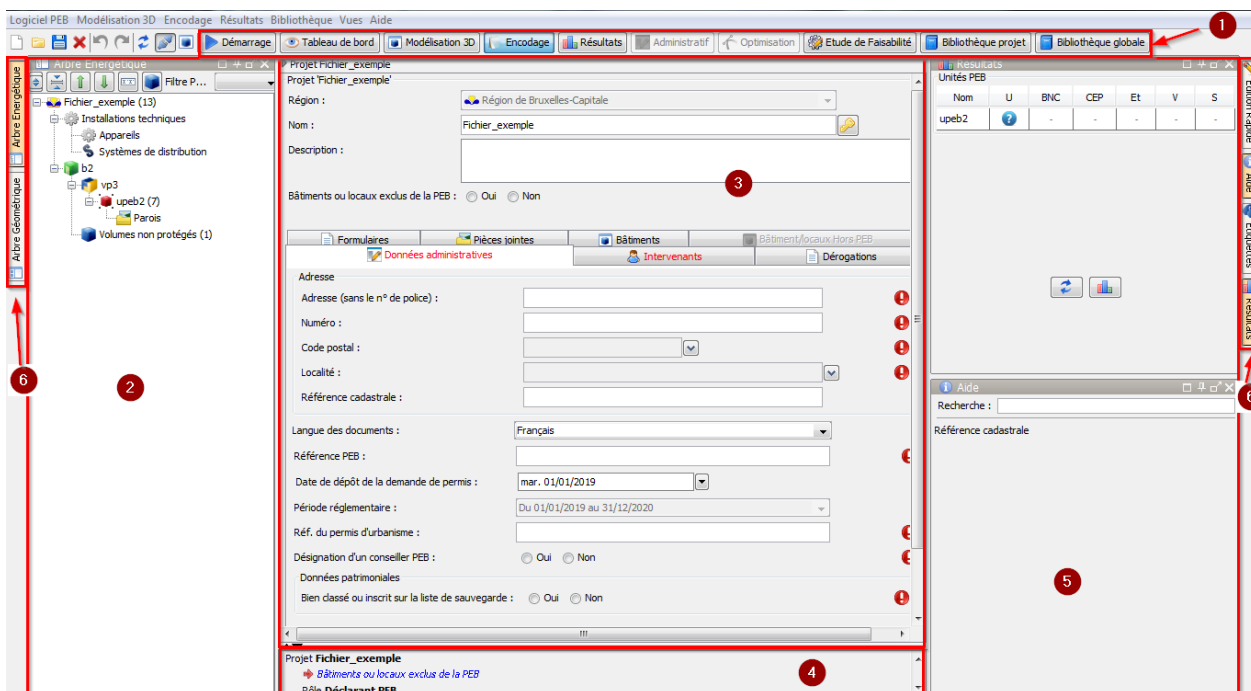 Logiciel PEB Modélisation 3D Encodage Résultats Bibliothèque Vues Aide
1
Démarrage Tableau de bord Modélisation 3D Encodage Résultats Administratif Optimisation Etude de Faisabilité Bibliothèque projet Bibliothèque globale
Arbre Energétique
Arbre Géométrique
Arbre Energétique
Filtre P...
Fichier_exemple (13)
Installations techniques
Appareils
Systèmes de distribution
b2
vp3
upeb2 (7)
Parois
Volumes non protégés (1)
6
2
Projet Fichier_exemple
Projet 'Fichier_exemple'
Région : Région de Bruxelles-Capitale
Nom : Fichier_exemple
Description :
3
Bâtiments ou locaux exclus de la PEB : Oui Non
Formulaires Pièces jointes Bâtiments Bâtiment/locaux Hors PEB
Données administratives Intervenants Dérogations
Adresse
Adresse (sans le n° de police) :
Numéro :
Code postal :
Localité :
Référence cadastrale :
Langue des documents : Français
Référence PEB :
Date de dépôt de la demande de permis : mar. 01/01/2019
Période réglementaire : Du 01/01/2019 au 31/12/2020
Réf. du permis d'urbanisme :
Désignation d'un conseiller PEB : Oui Non
Données patrimoniales
Bien classé ou inscrit sur la liste de sauvegarde : Oui Non
Projet Fichier_exemple
Bâtiments ou locaux exclus de la PEB
Rôle Déclarant PEB
4
Résultats
Unités PEB
Nom U BNC CEP Et V S
upeb2 ? - - - - -
Aide
Recherche :
Référence cadastrale
5
Edition Rapide
Aide
Etiquettes
Résultats
6